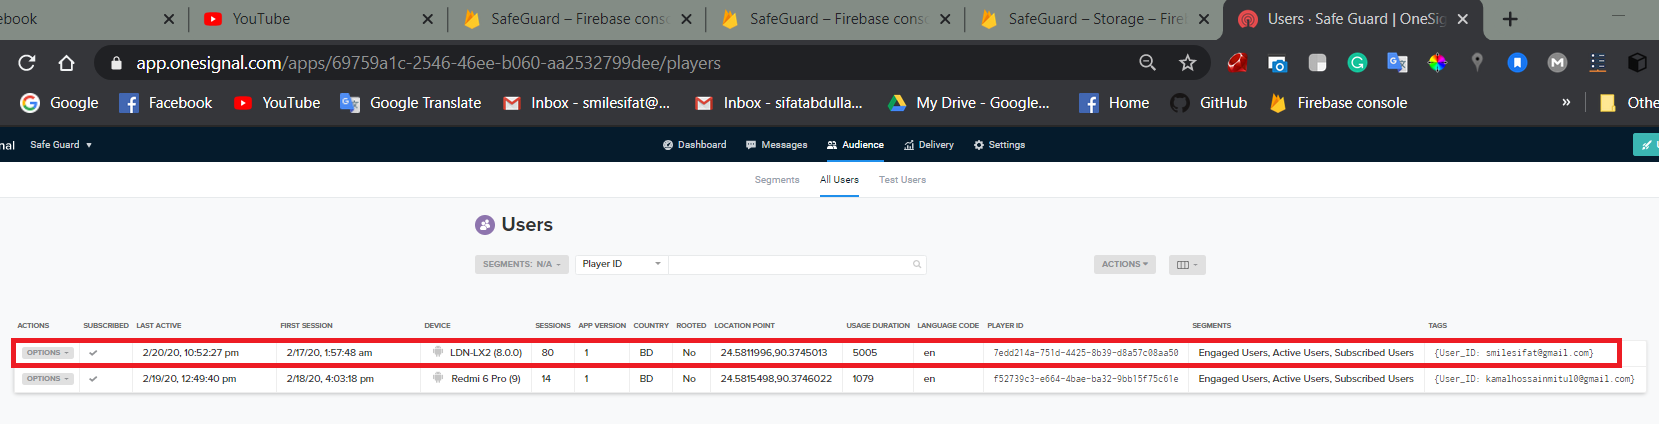 ebook YouTube SafeGuard – Firebase conso SafeGuard – Firebase conso SafeGuard – Storage – Fire Users · Safe Guard | OneSig
app.onesignal.com/apps/69759a1c-2546-46ee-b060-aa2532799dee/players
Google Facebook YouTube Google Translate Inbox - smilesifat@... Inbox - sifatabdulla... My Drive - Google... Home GitHub Firebase console » Othe
nal Safe Guard Dashboard Messages Audience Delivery Settings
Segments All Users Test Users
Users
SEGMENTS: N/A Player ID ACTIONS
ACTIONS SUBSCRIBED LAST ACTIVE FIRST SESSION DEVICE SESSIONS APP VERSION COUNTRY ROOTED LOCATION POINT USAGE DURATION LANGUAGE CODE PLAYER ID SEGMENTS TAGS
OPTIONS 2/20/20, 10:52:27 pm 2/17/20, 1:57:48 am LDN-LX2 (8.0.0) 80 1 BD No 24.5811996,90.3745013 5005 en 7edd214a-751d-4425-8b39-d8a57c08aa50 Engaged Users, Active Users, Subscribed Users {User_ID: smilesifat@gmail.com}
OPTIONS 2/19/20, 12:49:40 pm 2/18/20, 4:03:18 pm Redmi 6 Pro (9) 14 1 BD No 24.5815498,90.3746022 1079 en f52739c3-e664-4bae-ba32-9bb15f75c61e Engaged Users, Active Users, Subscribed Users {User_ID: kamalhossainmitul0@gmail.com}